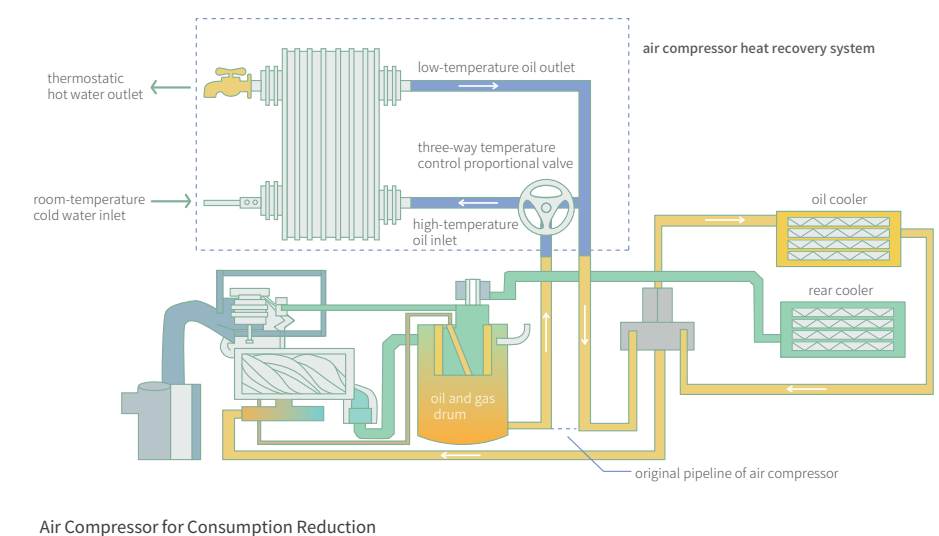 air compressor heat recovery system
low-temperature oil outlet
thermostatic
hot water outlet
three-way temperature
control proportional valve
room-temperature
cold water inlet
high-temperature
oil inlet
oil cooler
rear cooler
oil and gas
drum
original pipeline of air compressor
Air Compressor for Consumption Reduction